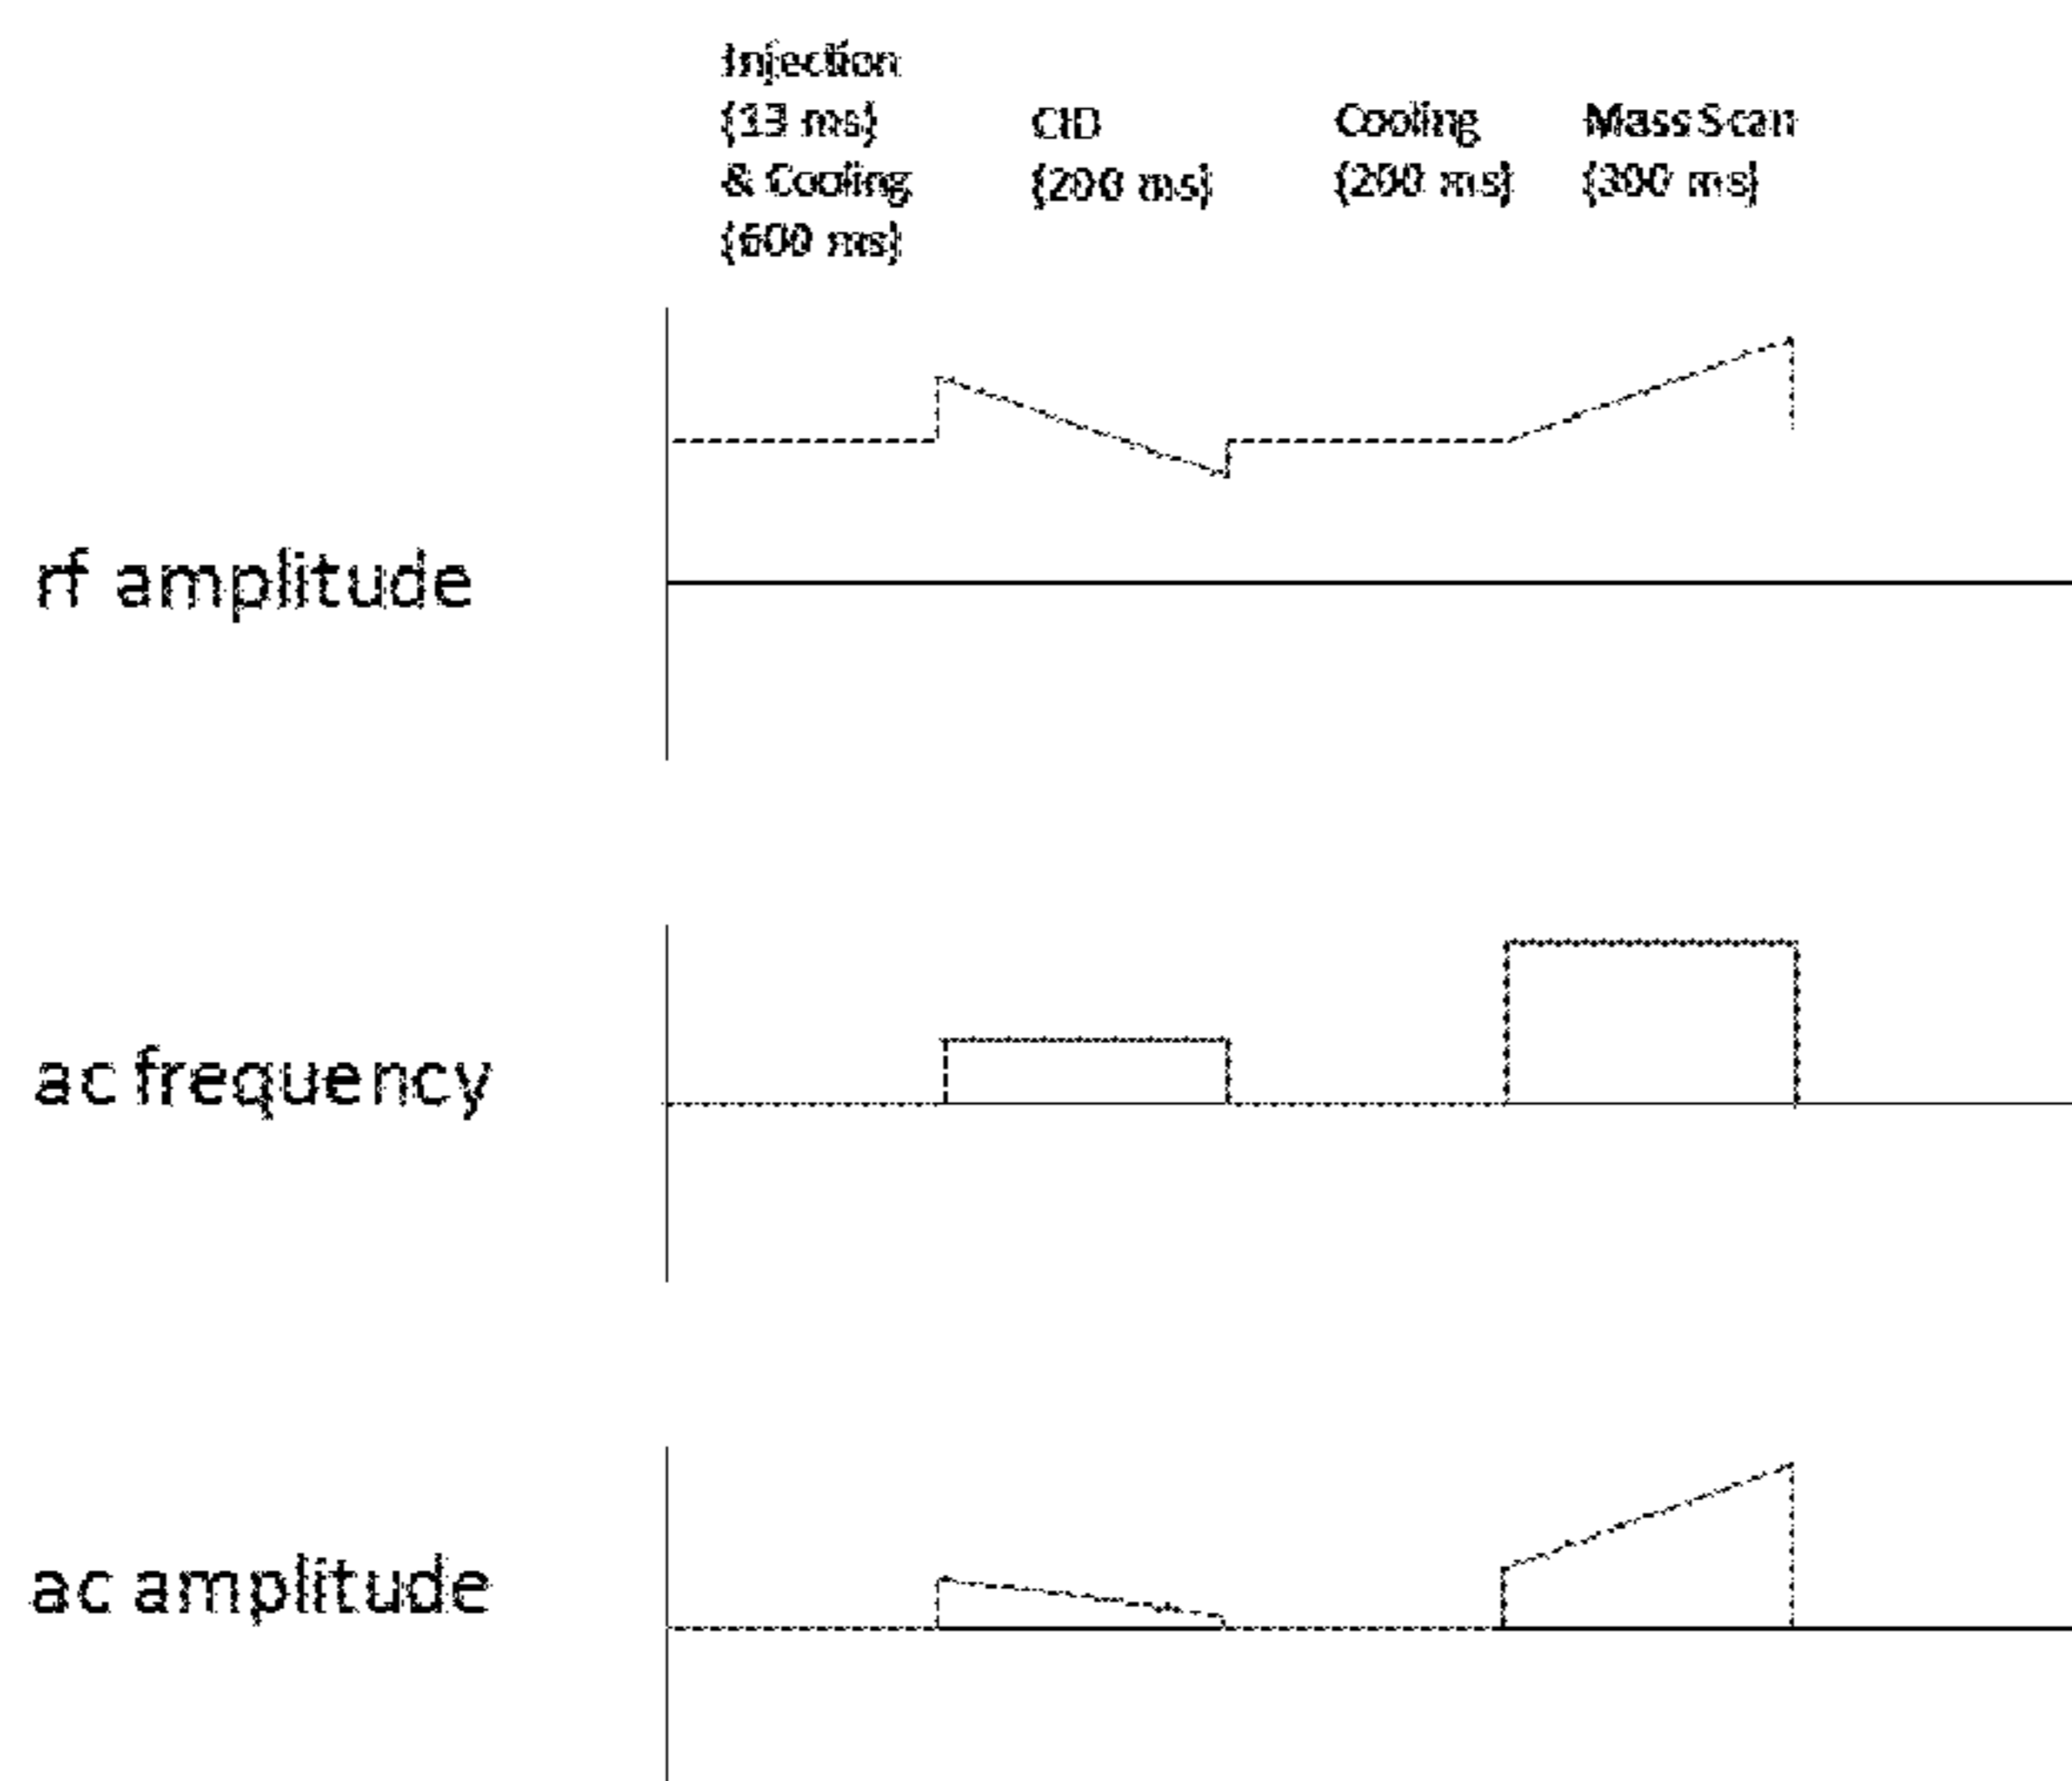 Injection
(13 ms)
& Cooling
(600 ms)
CID
(200 ms)
Cooling
(200 ms)
Mass Scan
(300 ms)
rf amplitude
ac frequency
ac amplitude